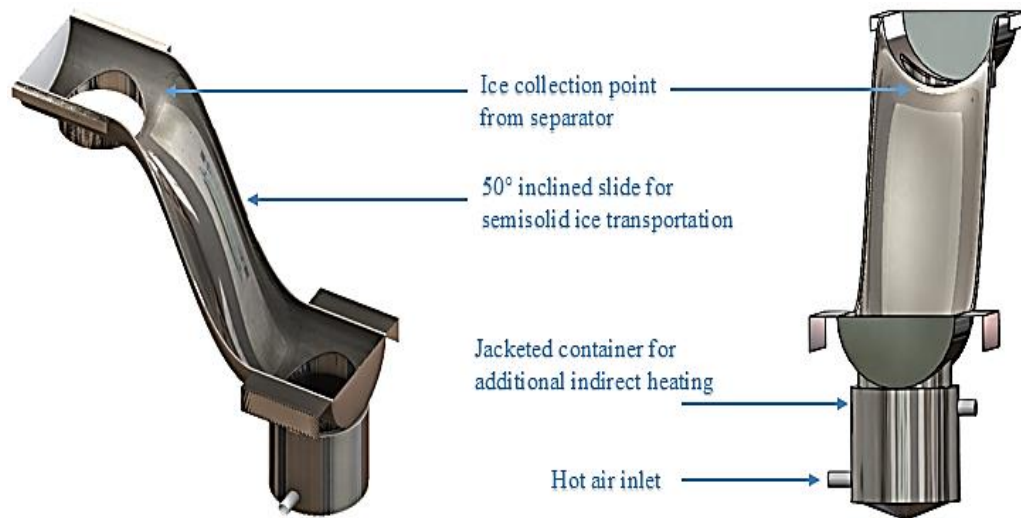 Ice collection point
from separator
50° inclined slide for
semisolid ice transportation
Jacketed container for
additional indirect heating
Hot air inlet